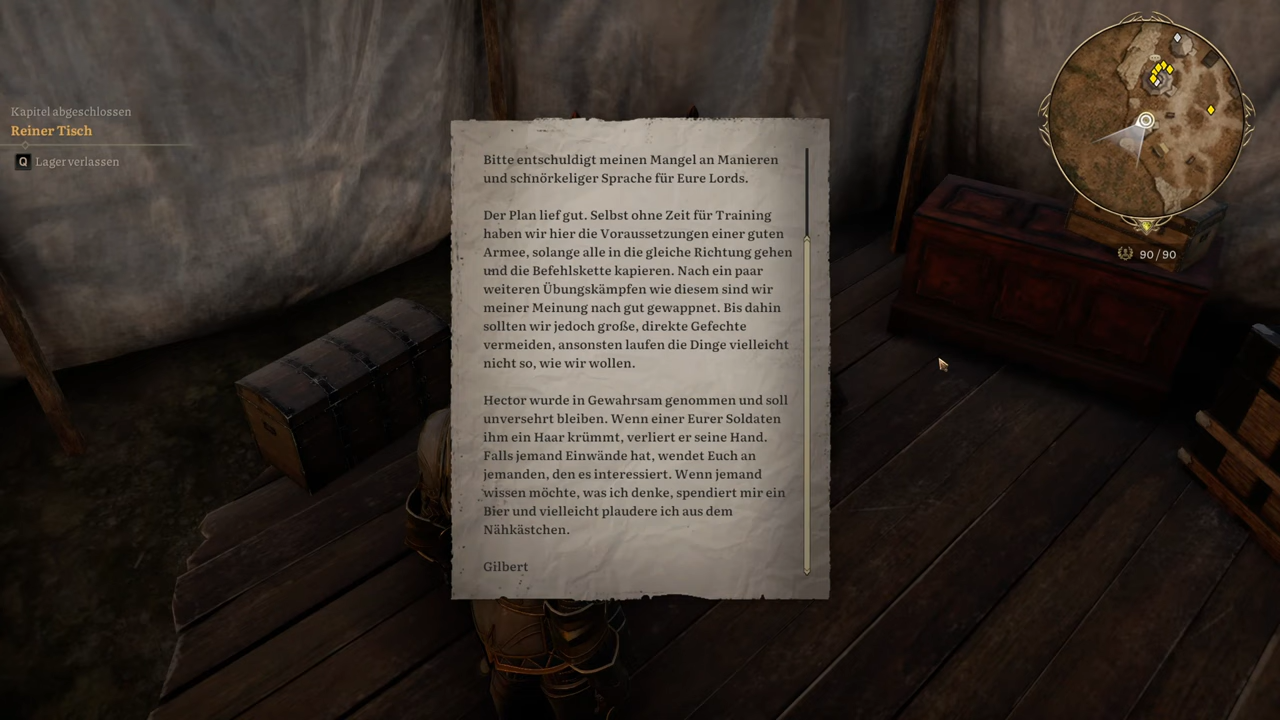 Kapitel abgeschlossen
Reiner Tisch
Q Lager verlassen
Bitte entschuldigt meinen Mangel an Manieren
und schnörkeliger Sprache für Eure Lords.
Der Plan lief gut. Selbst ohne Zeit für Training
haben wir hier die Voraussetzungen einer guten
Armee, solange alle in die gleiche Richtung gehen
und die Befehlskette kapieren. Nach ein paar
weiteren Übungskämpfen wie diesem sind wir
meiner Meinung nach gut gewappnet. Bis dahin
sollten wir jedoch große, direkte Gefechte
vermeiden, ansonsten laufen die Dinge vielleicht
nicht so, wie wir wollen.
Hector wurde in Gewahrsam genommen und soll
unversehrt bleiben. Wenn einer Eurer Soldaten
ihm ein Haar krümmt, verliert er seine Hand.
Falls jemand Einwände hat, wendet Euch an
jemanden, den es interessiert. Wenn jemand
wissen möchte, was ich denke, spendiert mir ein
Bier und vielleicht plaudere ich aus dem
Nähkästchen.
Gilbert
90/90